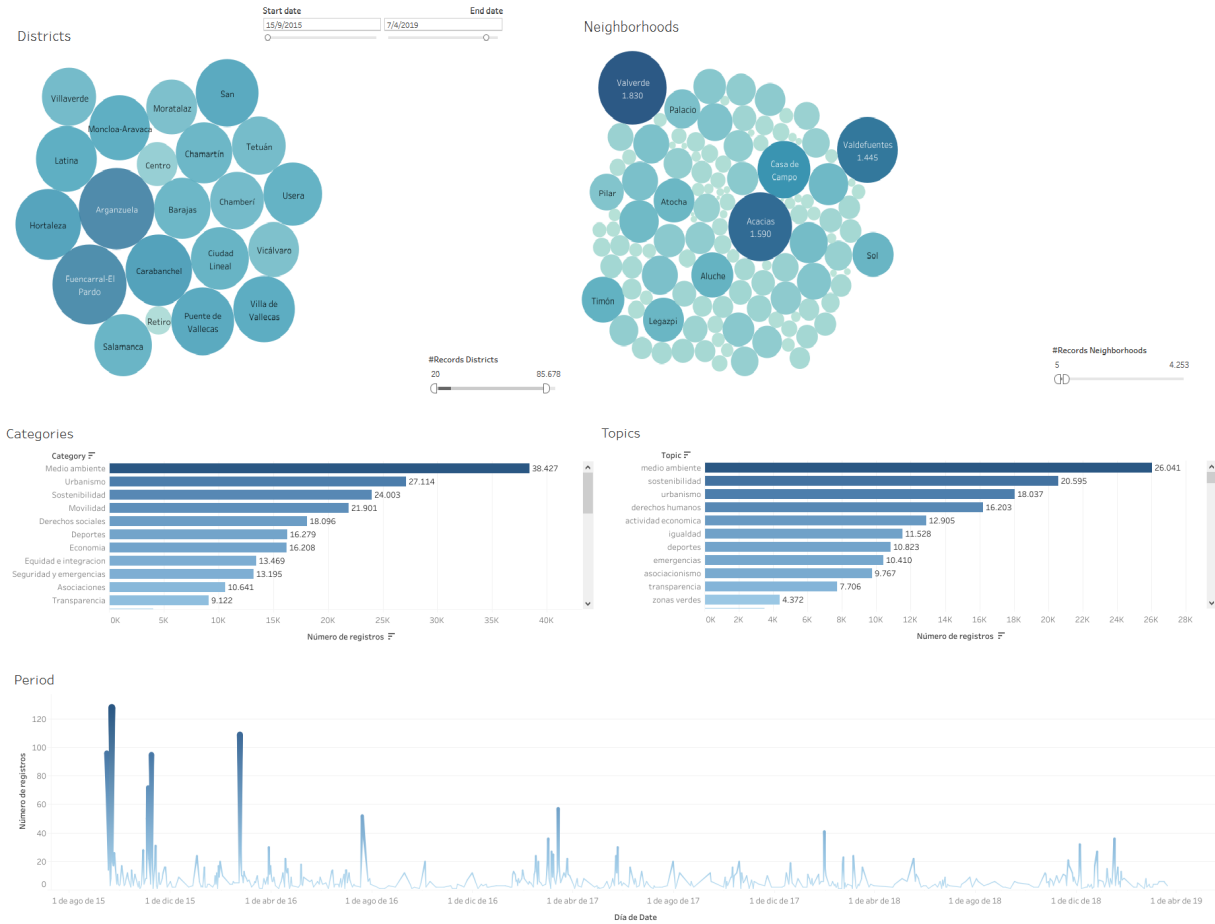 Start date
End date
15/9/2015
7/4/2019
Districts
Villaverde
Moratalaz
San
Moncloa-Aravaca
Latina
Centro
Chamartín
Tetuán
Arganzuela
Barajas
Chamberí
Usera
Hortaleza
Fuencarral-El
Pardo
Carabanchel
Ciudad
Lineal
Vicálvaro
Retiro
Puente de
Vallecas
Villa de
Vallecas
Salamanca
#Records Districts
20
85,678
Neighborhoods
Valverde
1.830
Palacio
Valdefuentes
1.445
Casa de
Campo
Pilar
Atocha
Acacias
1.590
Sol
Aluche
Timón
Legazpi
#Records Neighborhoods
5
4.253
Categories
Category
Medio ambiente
38.427
Urbanismo
27.114
Sostenibilidad
24.003
Movilidad
21.901
Derechos sociales
18.096
Deportes
16.279
Economia
16.208
Equidad e integracion
13.469
Seguridad y emergencias
13.195
Asociaciones
10.641
Transparencia
9.122
0K 5K 10K 15K 20K 25K 30K 35K 40K
Número de registros
Topics
Topic
medio ambiente
26.041
sostenibilidad
20.595
urbanismo
18.037
derechos humanos
16.203
actividad economica
12.905
igualdad
11.528
deportes
10.823
emergencias
10.410
asociacionismo
9.767
transparencia
7.706
zonas verdes
4.372
0K 2K 4K 6K 8K 10K 12K 14K 16K 18K 20K 22K 24K 26K 28K
Número de registros
Period
Número de registros
120
100
80
60
40
20
0
1 de ago de 15 1 de dic de 15 1 de abr de 16 1 de ago de 16 1 de dic de 16 1 de abr de 17 1 de ago de 17 1 de dic de 17 1 de abr de 18 1 de ago de 18 1 de dic de 18 1 de abr de 19
Día de Date